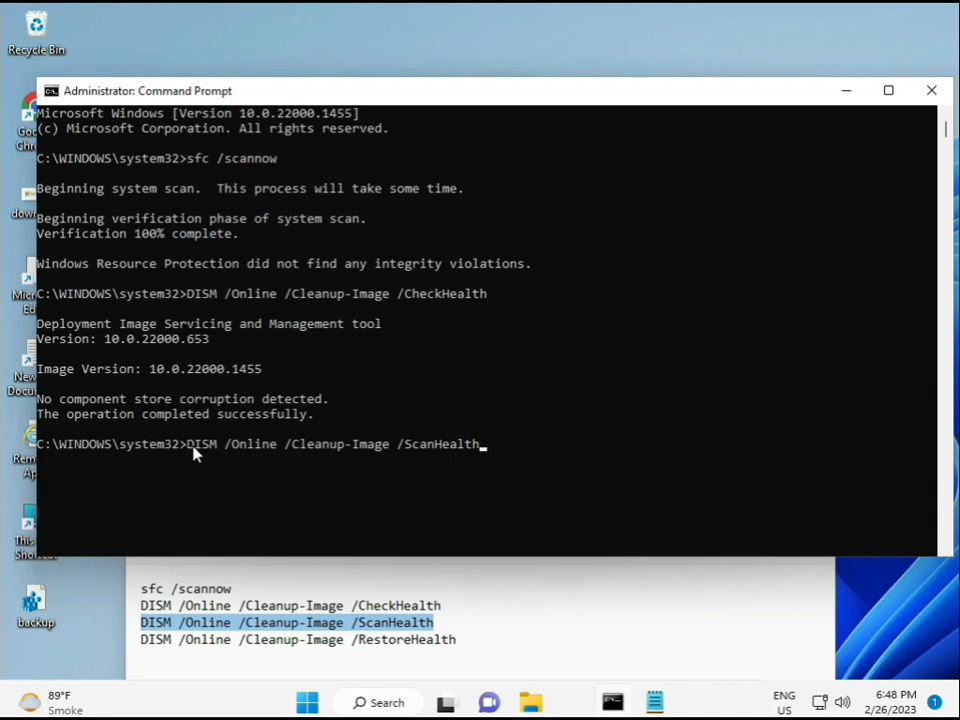 Recycle Bin
Administrator: Command Prompt
Microsoft Windows [Version 10.0.22000.1455]
(c) Microsoft Corporation. All rights reserved.
C:\WINDOWS\system32>sfc /scannow
Beginning system scan.  This process will take some time.
Beginning verification phase of system scan.
Verification 100% complete.
Windows Resource Protection did not find any integrity violations.
C:\WINDOWS\system32>DISM /Online /Cleanup-Image /CheckHealth
Deployment Image Servicing and Management tool
Version: 10.0.22000.653
Image Version: 10.0.22000.1455
No component store corruption detected.
The operation completed successfully.
C:\WINDOWS\system32>DISM /Online /Cleanup-Image /ScanHealth
backup
sfc /scannow
DISM /Online /Cleanup-Image /CheckHealth
DISM /Online /Cleanup-Image /ScanHealth
DISM /Online /Cleanup-Image /RestoreHealth
89°F
Smoke
Search
ENG
US
6:48 PM
2/26/2023
1